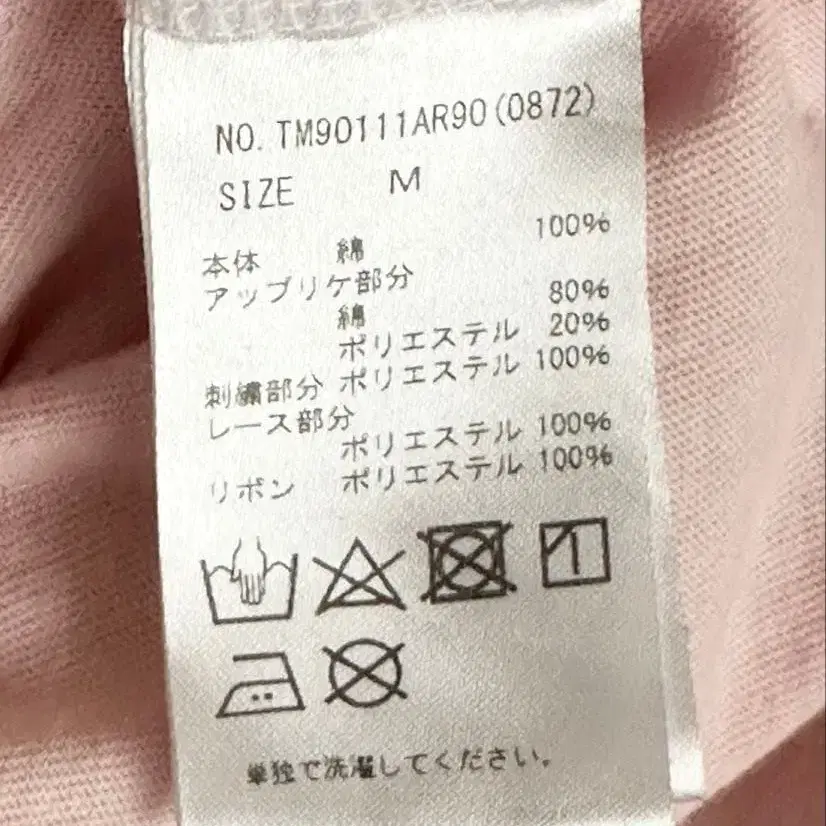 NO. TM90111AR90(0872)
SIZE M
本体 綿 100%
アップリケ部分
綿 80%
ポリエステル 20%
刺繍部分 ポリエステル 100%
レース部分
ポリエステル 100%
リボン ポリエステル 100%
単独で洗濯してください。